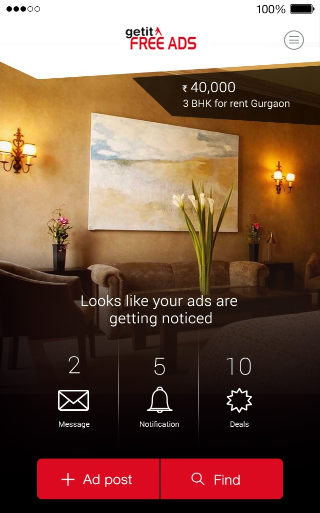 100%
getit
FREE ADS
₹ 40,000
3 BHK for rent Gurgaon
Looks like your ads are
getting noticed
2 5 10
Message Notification Deals
+ Ad post Find